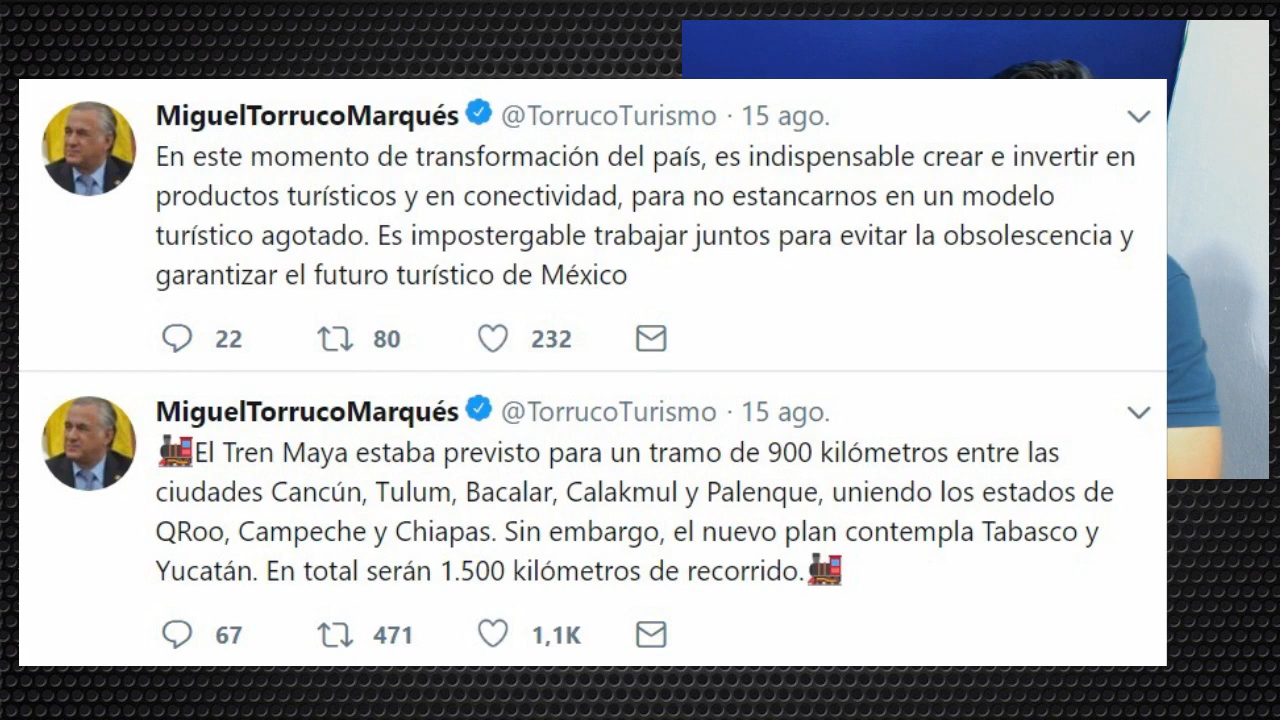 MiguelTorrucoMarqués @TorrucoTurismo · 15 ago.
En este momento de transformación del país, es indispensable crear e invertir en
productos turísticos y en conectividad, para no estancarnos en un modelo
turístico agotado. Es impostergable trabajar juntos para evitar la obsolescencia y
garantizar el futuro turístico de México
22 80 232
MiguelTorrucoMarqués @TorrucoTurismo · 15 ago.
🚂El Tren Maya estaba previsto para un tramo de 900 kilómetros entre las
ciudades Cancún, Tulum, Bacalar, Calakmul y Palenque, uniendo los estados de
QRoo, Campeche y Chiapas. Sin embargo, el nuevo plan contempla Tabasco y
Yucatán. En total serán 1.500 kilómetros de recorrido.🚂
67 471 1,1K